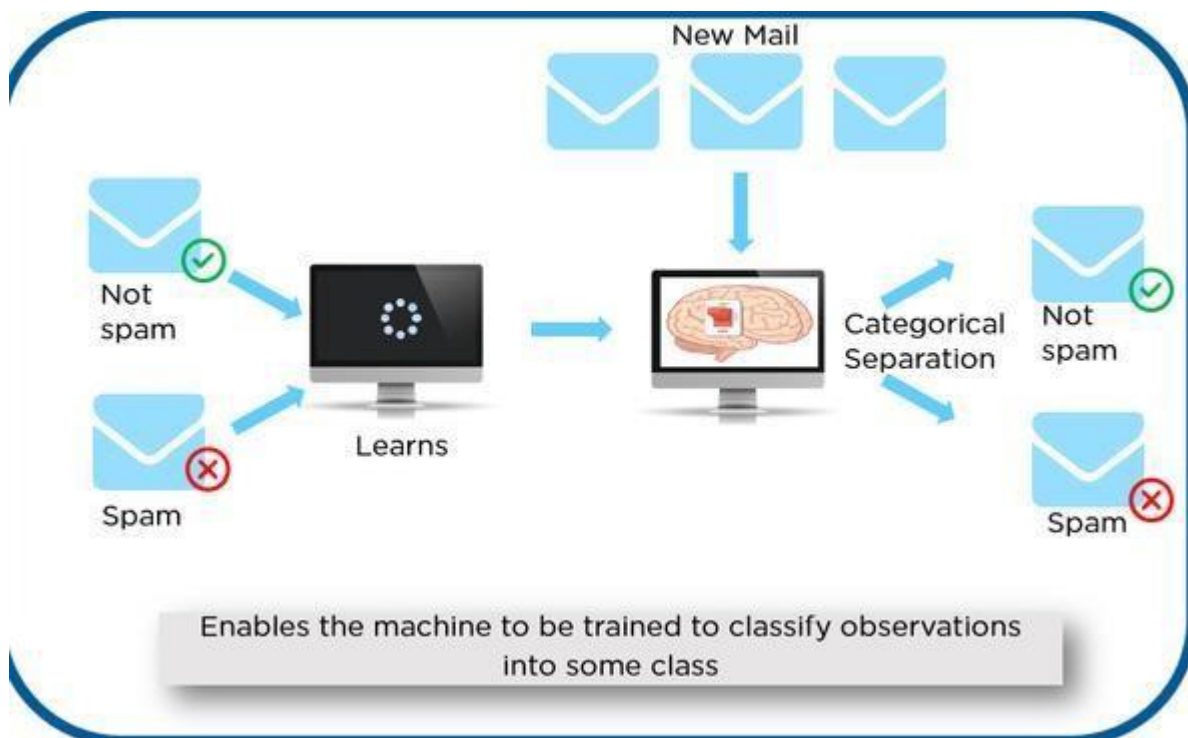 New Mail
Not
spam
Spam
Learns
Categorical
Separation
Not
spam
Spam
Enables the machine to be trained to classify observations
into some class